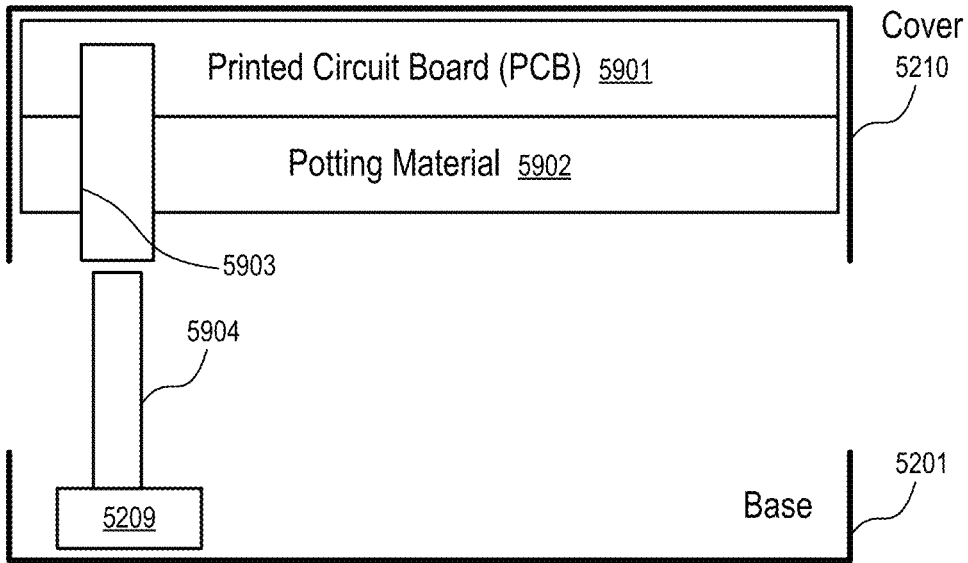 Cover
5210
Printed Circuit Board (PCB) 5901
Potting Material 5902
5903
5904
5209
Base
5201